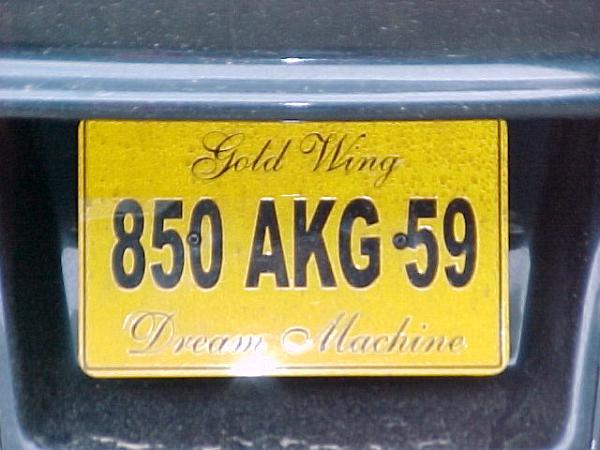 Gold Wing
850 AKG 59
Dream Machine